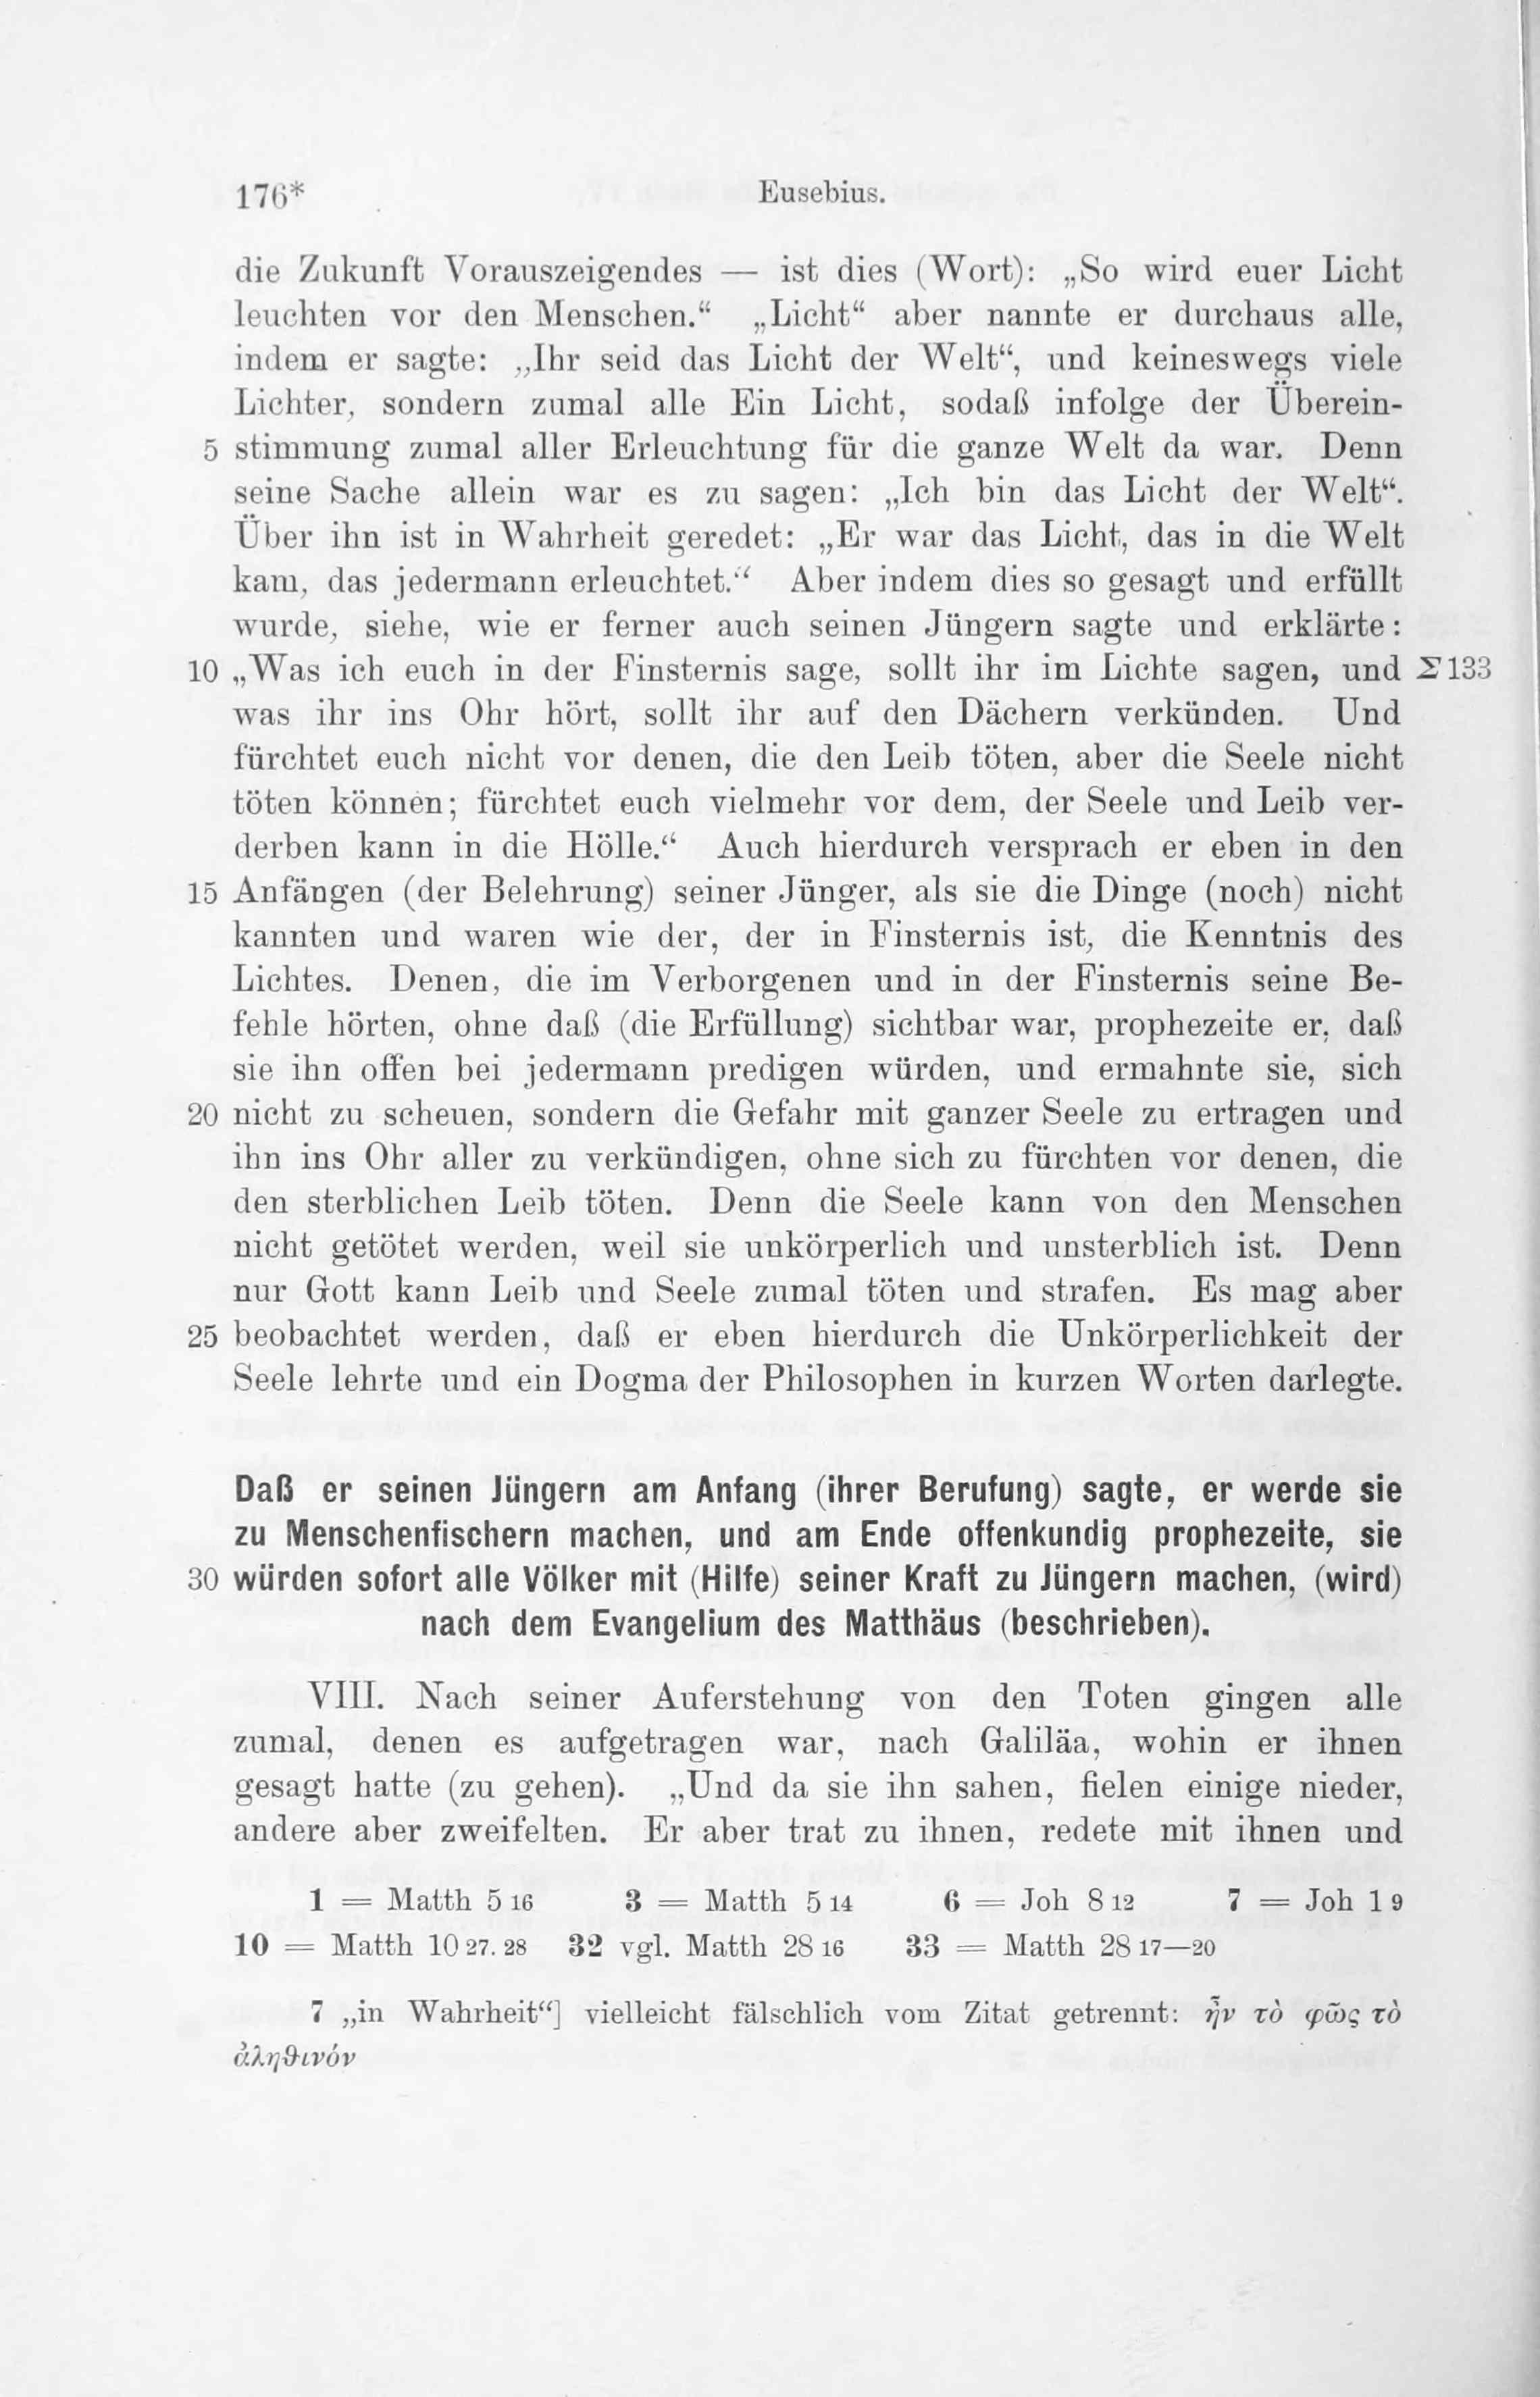 176* Eusebius.
die Zukunft Vorauszeigendes — ist dies (Wort): „So wird euer Licht
leuchten vor den Menschen.“ „Licht“ aber nannte er durchaus alle,
indem er sagte: „Ihr seid das Licht der Welt“, und keineswegs viele
Lichter, sondern zumal alle Ein Licht, sodaß infolge der Überein-
5 stimmung zumal aller Erleuchtung für die ganze Welt da war. Denn
seine Sache allein war es zu sagen: „Ich bin das Licht der Welt“.
Über ihn ist in Wahrheit geredet: „Er war das Licht, das in die Welt
kam, das jedermann erleuchtet.“ Aber indem dies so gesagt und erfüllt
wurde, siehe, wie er ferner auch seinen Jüngern sagte und erklärte:
10 „Was ich euch in der Finsternis sage, sollt ihr im Lichte sagen, und Σ133
was ihr ins Ohr hört, sollt ihr auf den Dächern verkünden. Und
fürchtet euch nicht vor denen, die den Leib töten, aber die Seele nicht
töten können; fürchtet euch vielmehr vor dem, der Seele und Leib ver-
derben kann in die Hölle.“ Auch hierdurch versprach er eben in den
15 Anfängen (der Belehrung) seiner Jünger, als sie die Dinge (noch) nicht
kannten und waren wie der, der in Finsternis ist, die Kenntnis des
Lichtes. Denen, die im Verborgenen und in der Finsternis seine Be-
fehle hörten, ohne daß (die Erfüllung) sichtbar war, prophezeite er, daß
sie ihn offen bei jedermann predigen würden, und ermahnte sie, sich
20 nicht zu scheuen, sondern die Gefahr mit ganzer Seele zu ertragen und
ihn ins Ohr aller zu verkündigen, ohne sich zu fürchten vor denen, die
den sterblichen Leib töten. Denn die Seele kann von den Menschen
nicht getötet werden, weil sie unkörperlich und unsterblich ist. Denn
nur Gott kann Leib und Seele zumal töten und strafen. Es mag aber
25 beobachtet werden, daß er eben hierdurch die Unkörperlichkeit der
Seele lehrte und ein Dogma der Philosophen in kurzen Worten darlegte.
Daß er seinen Jüngern am Anfang (ihrer Berufung) sagte, er werde sie
zu Menschenfischern machen, und am Ende offenkundig prophezeite, sie
30 würden sofort alle Völker mit (Hilfe) seiner Kraft zu Jüngern machen, (wird)
nach dem Evangelium des Matthäus (beschrieben).
VIII. Nach seiner Auferstehung von den Toten gingen alle
zumal, denen es aufgetragen war, nach Galiläa, wohin er ihnen
gesagt hatte (zu gehen). „Und da sie ihn sahen, fielen einige nieder,
andere aber zweifelten. Er aber trat zu ihnen, redete mit ihnen und
1 = Matth 5 16 3 = Matth 5 14 6 = Joh 8 12 7 = Joh 1 9
10 = Matth 10 27. 28 32 vgl. Matth 28 16 33 = Matth 28 17—20
7 „in Wahrheit“] vielleicht fälschlich vom Zitat getrennt: ἦν τὸ φῶς τὸ
ἀληθινόν